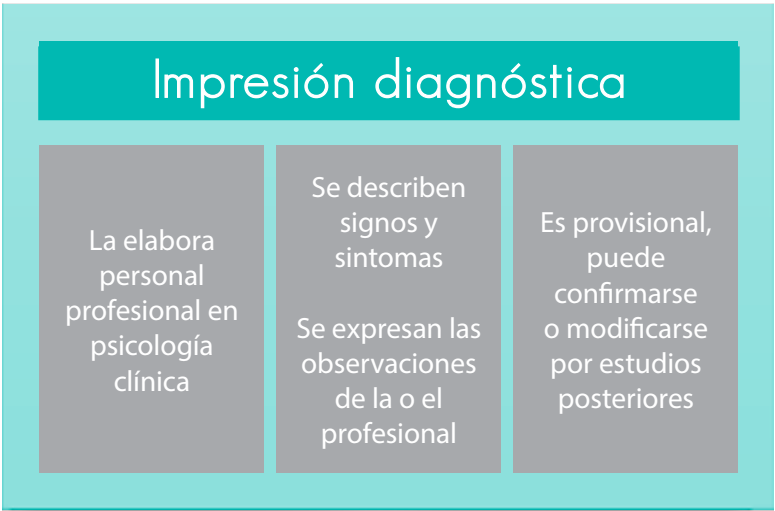 Impresión diagnóstica
La elabora
personal
profesional en
psicología
clínica
Se describen
signos y
sintomas
Se expresan las
observaciones
de la o el
profesional
Es provisional,
puede
confirmarse
o modificarse
por estudios
posteriores